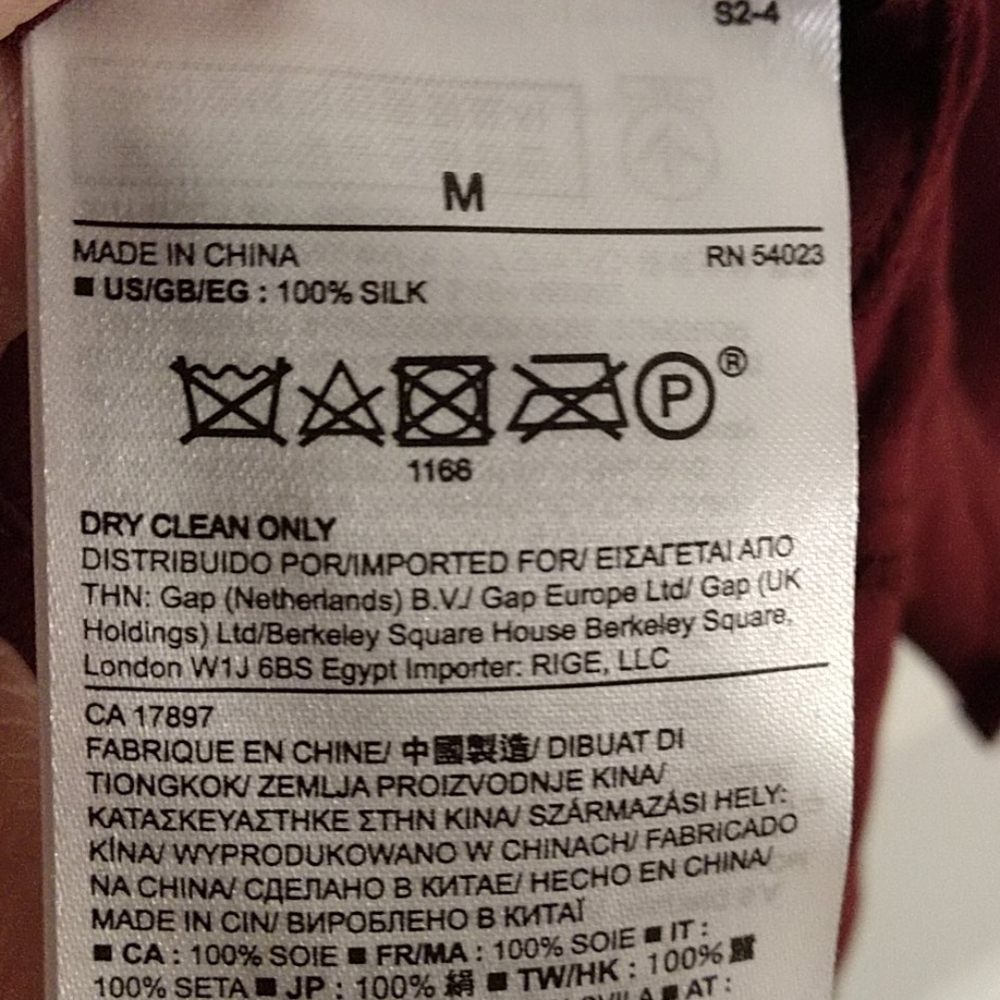 S2-4
M
MADE IN CHINA RN 54023
■ US/GB/EG : 100% SILK
P ®
1166
DRY CLEAN ONLY
DISTRIBUIDO POR/IMPORTED FOR/ ΕΙΣΑΓΕΤΑΙ ΑΠΟ
ΤΗΝ: Gap (Netherlands) B.V./ Gap Europe Ltd/ Gap (UK
Holdings) Ltd/Berkeley Square House Berkeley Square,
London W1J 6BS Egypt Importer: RIGE, LLC
CA 17897
FABRIQUE EN CHINE/ 中國製造/ DIBUAT DI
TIONGKOK/ ZEMLJA PROIZVODNJE KINA/
ΚΑΤΑΣΚΕΥΑΣΤΗΚΕ ΣΤΗΝ ΚΙΝΑ/ SZÁRMAZÁSI HELY:
KÍNA/ WYPRODUKOWANO W CHINACH/ FABRICADO
NA CHINA/ СДЕЛАНО В КИТАЕ/ HECHO EN CHINA/
MADE IN CIN/ ВИРОБЛЕНО В КИТАЇ
■ CA : 100% SOIE ■ FR/MA : 100% SOIE ■ IT :
100% SETA ■ JP : 100% 絹 ■ TW/HK : 100%
■ AT :